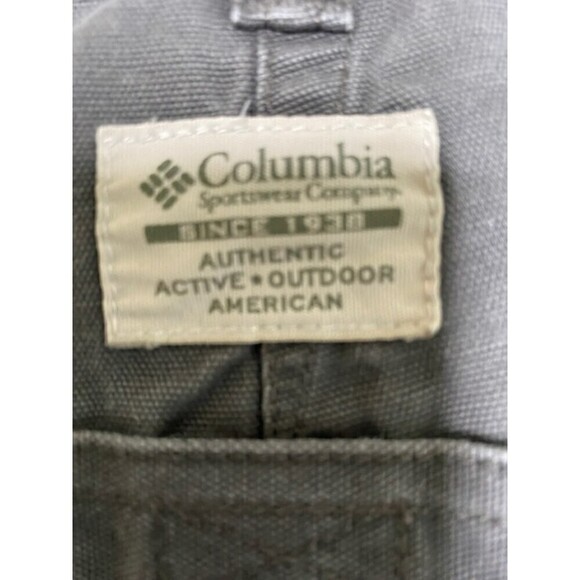 Columbia
Sportswear Company
SINCE 1938
AUTHENTIC
ACTIVE • OUTDOOR
AMERICAN